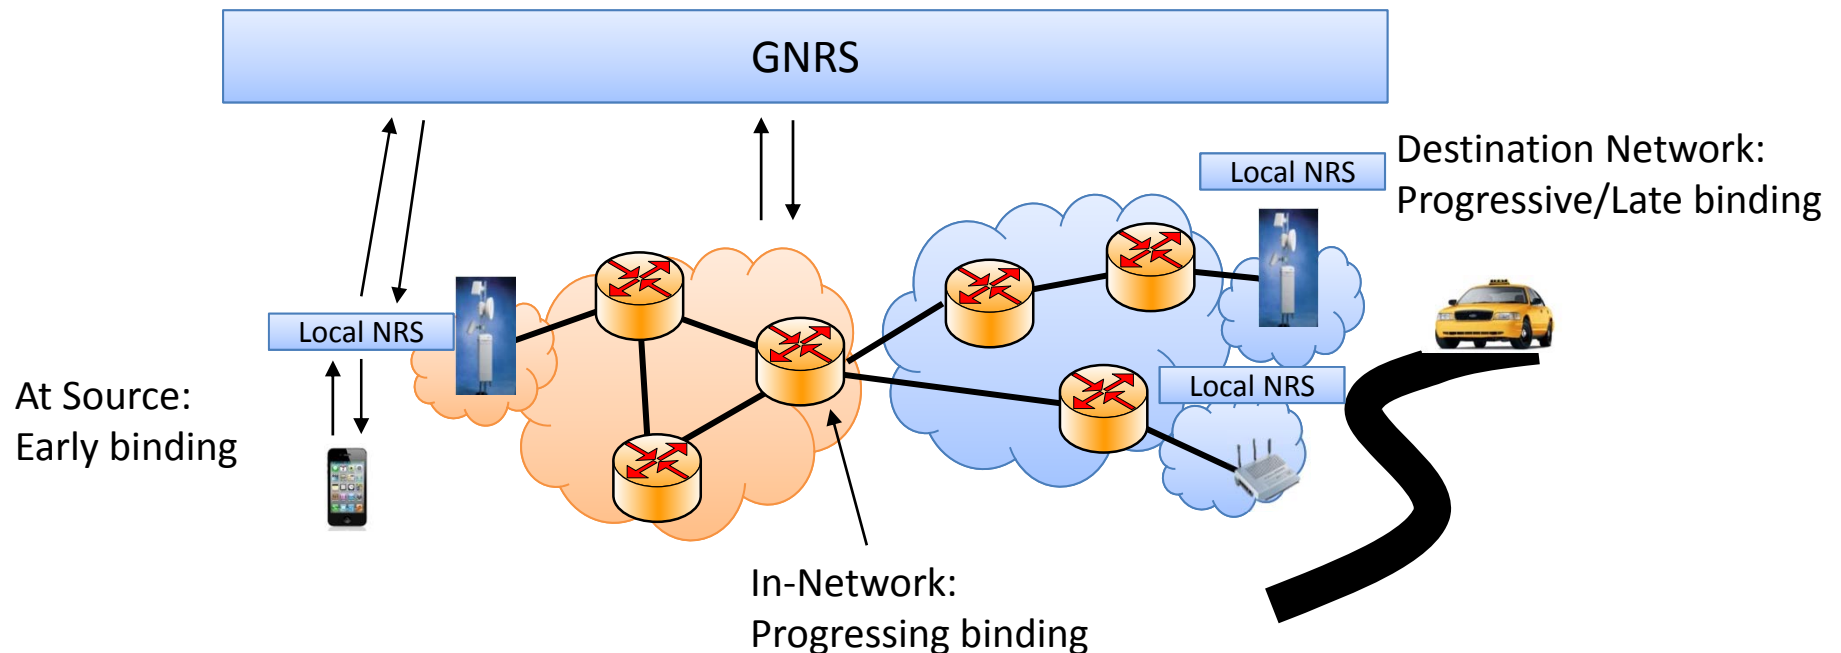 GNRS
Local NRS
Destination Network:
Progressive/Late binding
Local NRS
Local NRS
At Source:
Early binding
In-Network:
Progressing binding